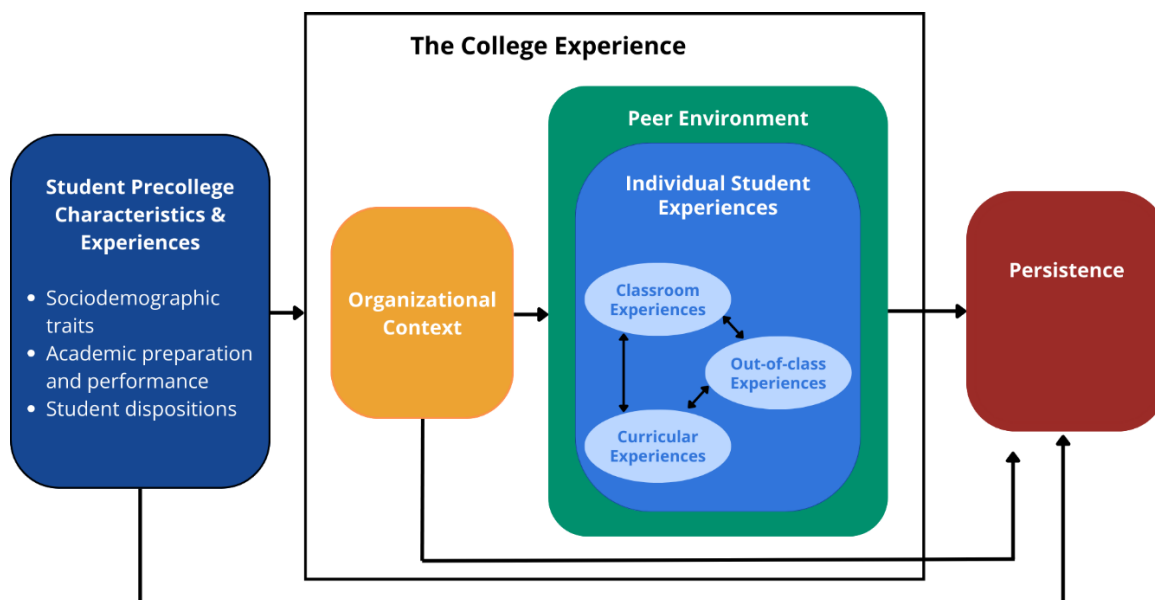 The College Experience
Student Precollege
Characteristics &
Experiences
• Sociodemographic
traits
• Academic preparation
and performance
• Student dispositions
Organizational
Context
Peer Environment
Individual Student
Experiences
Classroom
Experiences
Out-of-class
Experiences
Curricular
Experiences
Persistence